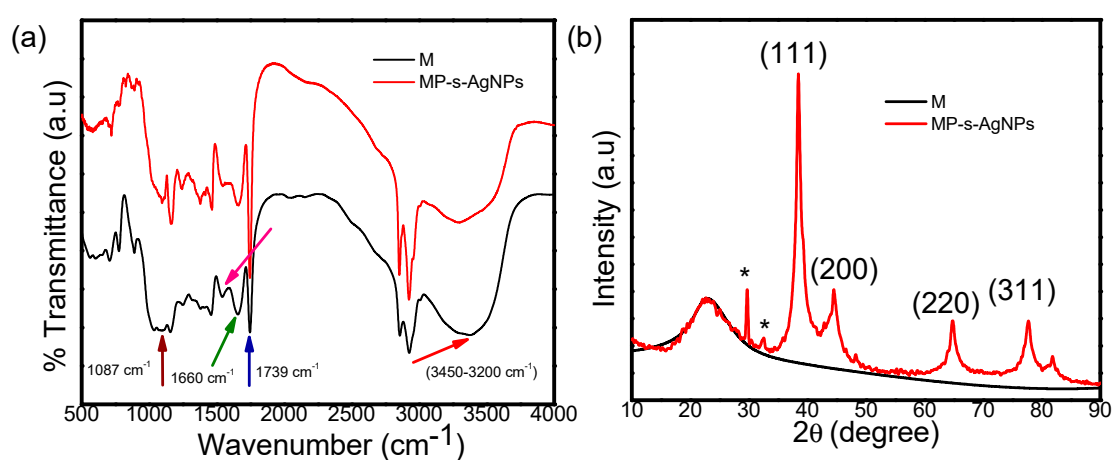 (a)
% Transmittance (a.u)
M
MP-s-AgNPs
1087 cm⁻¹
1660 cm⁻¹
1739 cm⁻¹
(3450-3200 cm⁻¹)
500 1000 1500 2000 2500 3000 3500 4000
Wavenumber (cm⁻¹)
(b)
Intensity (a.u)
(111)
M
MP-s-AgNPs
*
*
(200)
(220)
(311)
10 20 30 40 50 60 70 80 90
2θ (degree)